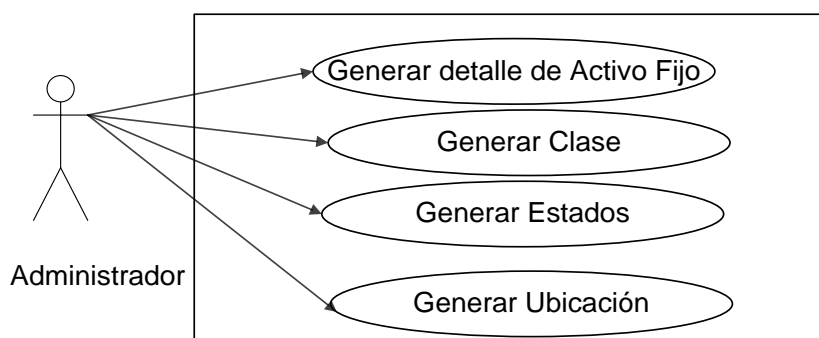 Generar detalle de Activo Fijo
Generar Clase
Generar Estados
Administrador
Generar Ubicación